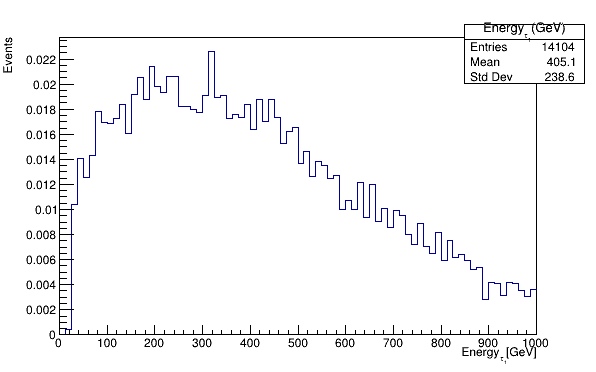 Energy_τ₁(GeV)
Entries 14104
Mean 405.1
Std Dev 238.6
Events
0.022
0.02
0.018
0.016
0.014
0.012
0.01
0.008
0.006
0.004
0.002
0
0 100 200 300 400 500 600 700 800 900 1000
Energy_τ₁[GeV]